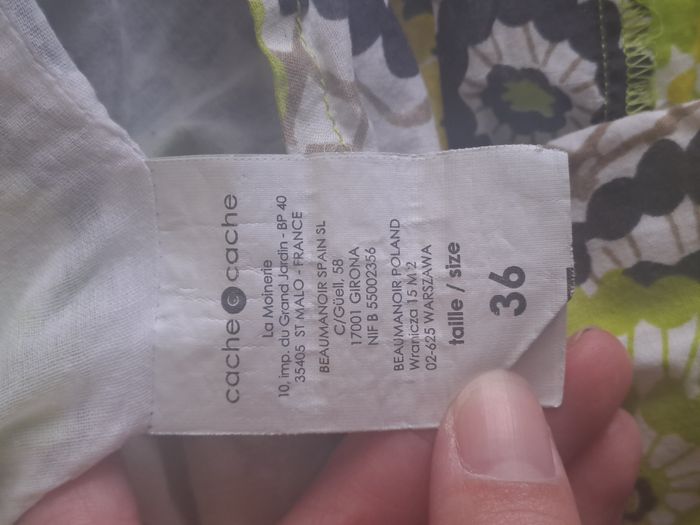 cache cache
La Moinerie
10, imp. du Grand Jardin - BP 40
35405 ST MALO - FRANCE
BEAUMANOIR SPAIN SL
C/Güell, 58
17001 GIRONA
NIF B 55002356
BEAUMANOIR POLAND
Wranicza 15 M 2
02-625 WARSZAWA
taille / size
36